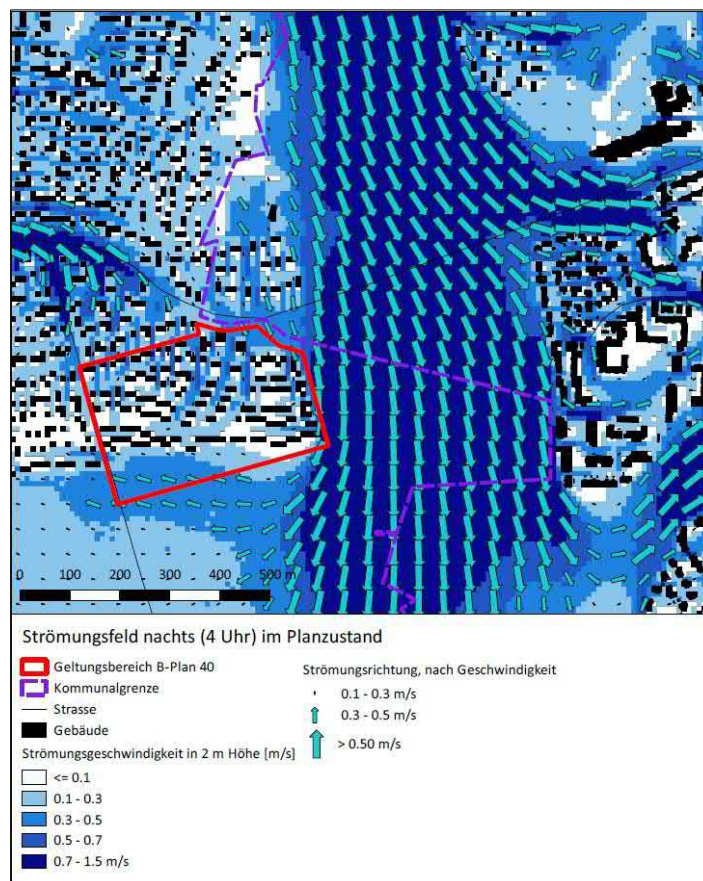 0 100 200 300 400 500 m
Strömungsfeld nachts (4 Uhr) im Planzustand
Geltungsbereich B-Plan 40
Kommunalgrenze
Strasse
Gebäude
Strömungsgeschwindigkeit in 2 m Höhe [m/s]
<= 0.1
0.1 - 0.3
0.3 - 0.5
0.5 - 0.7
0.7 - 1.5 m/s
Strömungsrichtung, nach Geschwindigkeit
0.1 - 0.3 m/s
0.3 - 0.5 m/s
> 0.50 m/s